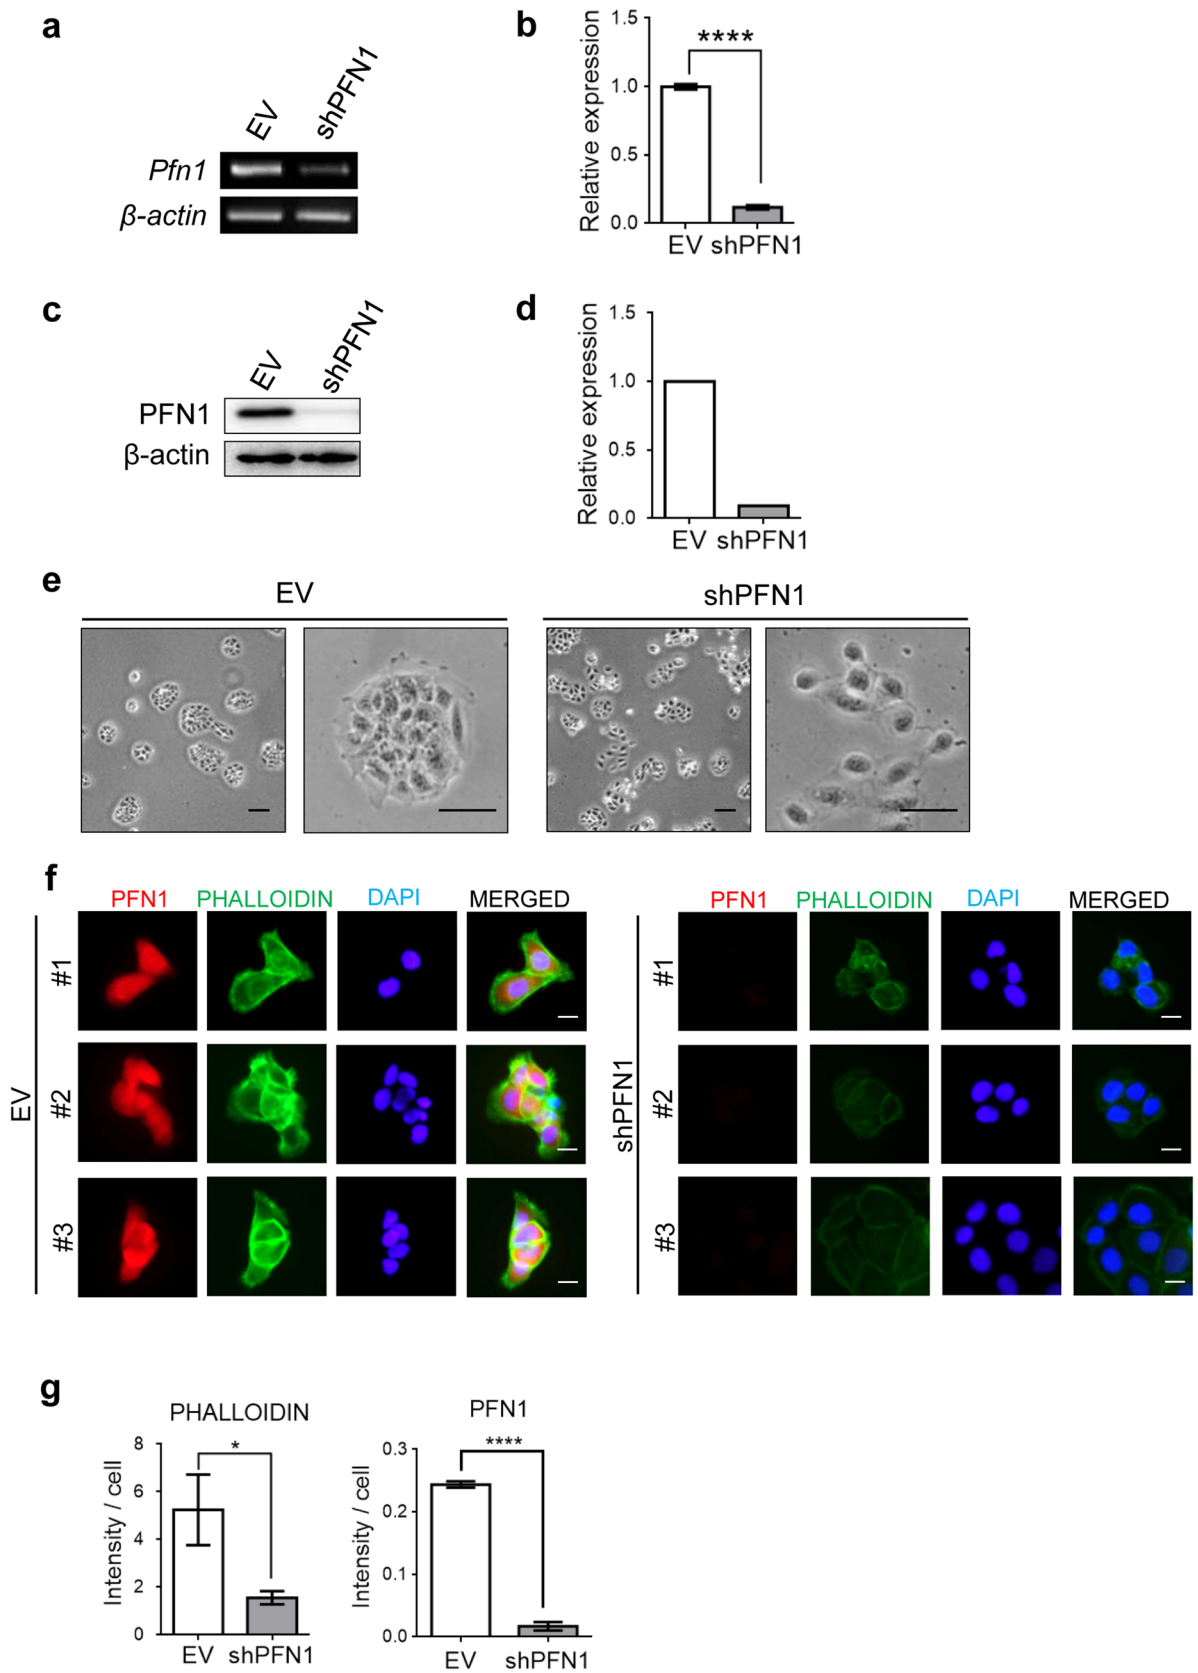 a
EV
shPFN1
Pfn1
β-actin
b
Relative expression
1.5
1.0
0.5
0.0
****
EV shPFN1
c
EV
shPFN1
PFN1
β-actin
d
Relative expression
1.5
1.0
0.5
0.0
EV shPFN1
e
EV
shPFN1
f
PFN1 PHALLOIDIN DAPI MERGED
EV
#1
#2
#3
PFN1 PHALLOIDIN DAPI MERGED
shPFN1
#1
#2
#3
g
PHALLOIDIN
Intensity / cell
8
6
4
2
0
*
EV shPFN1
PFN1
Intensity / cell
0.3
0.2
0.1
0.0
****
EV shPFN1